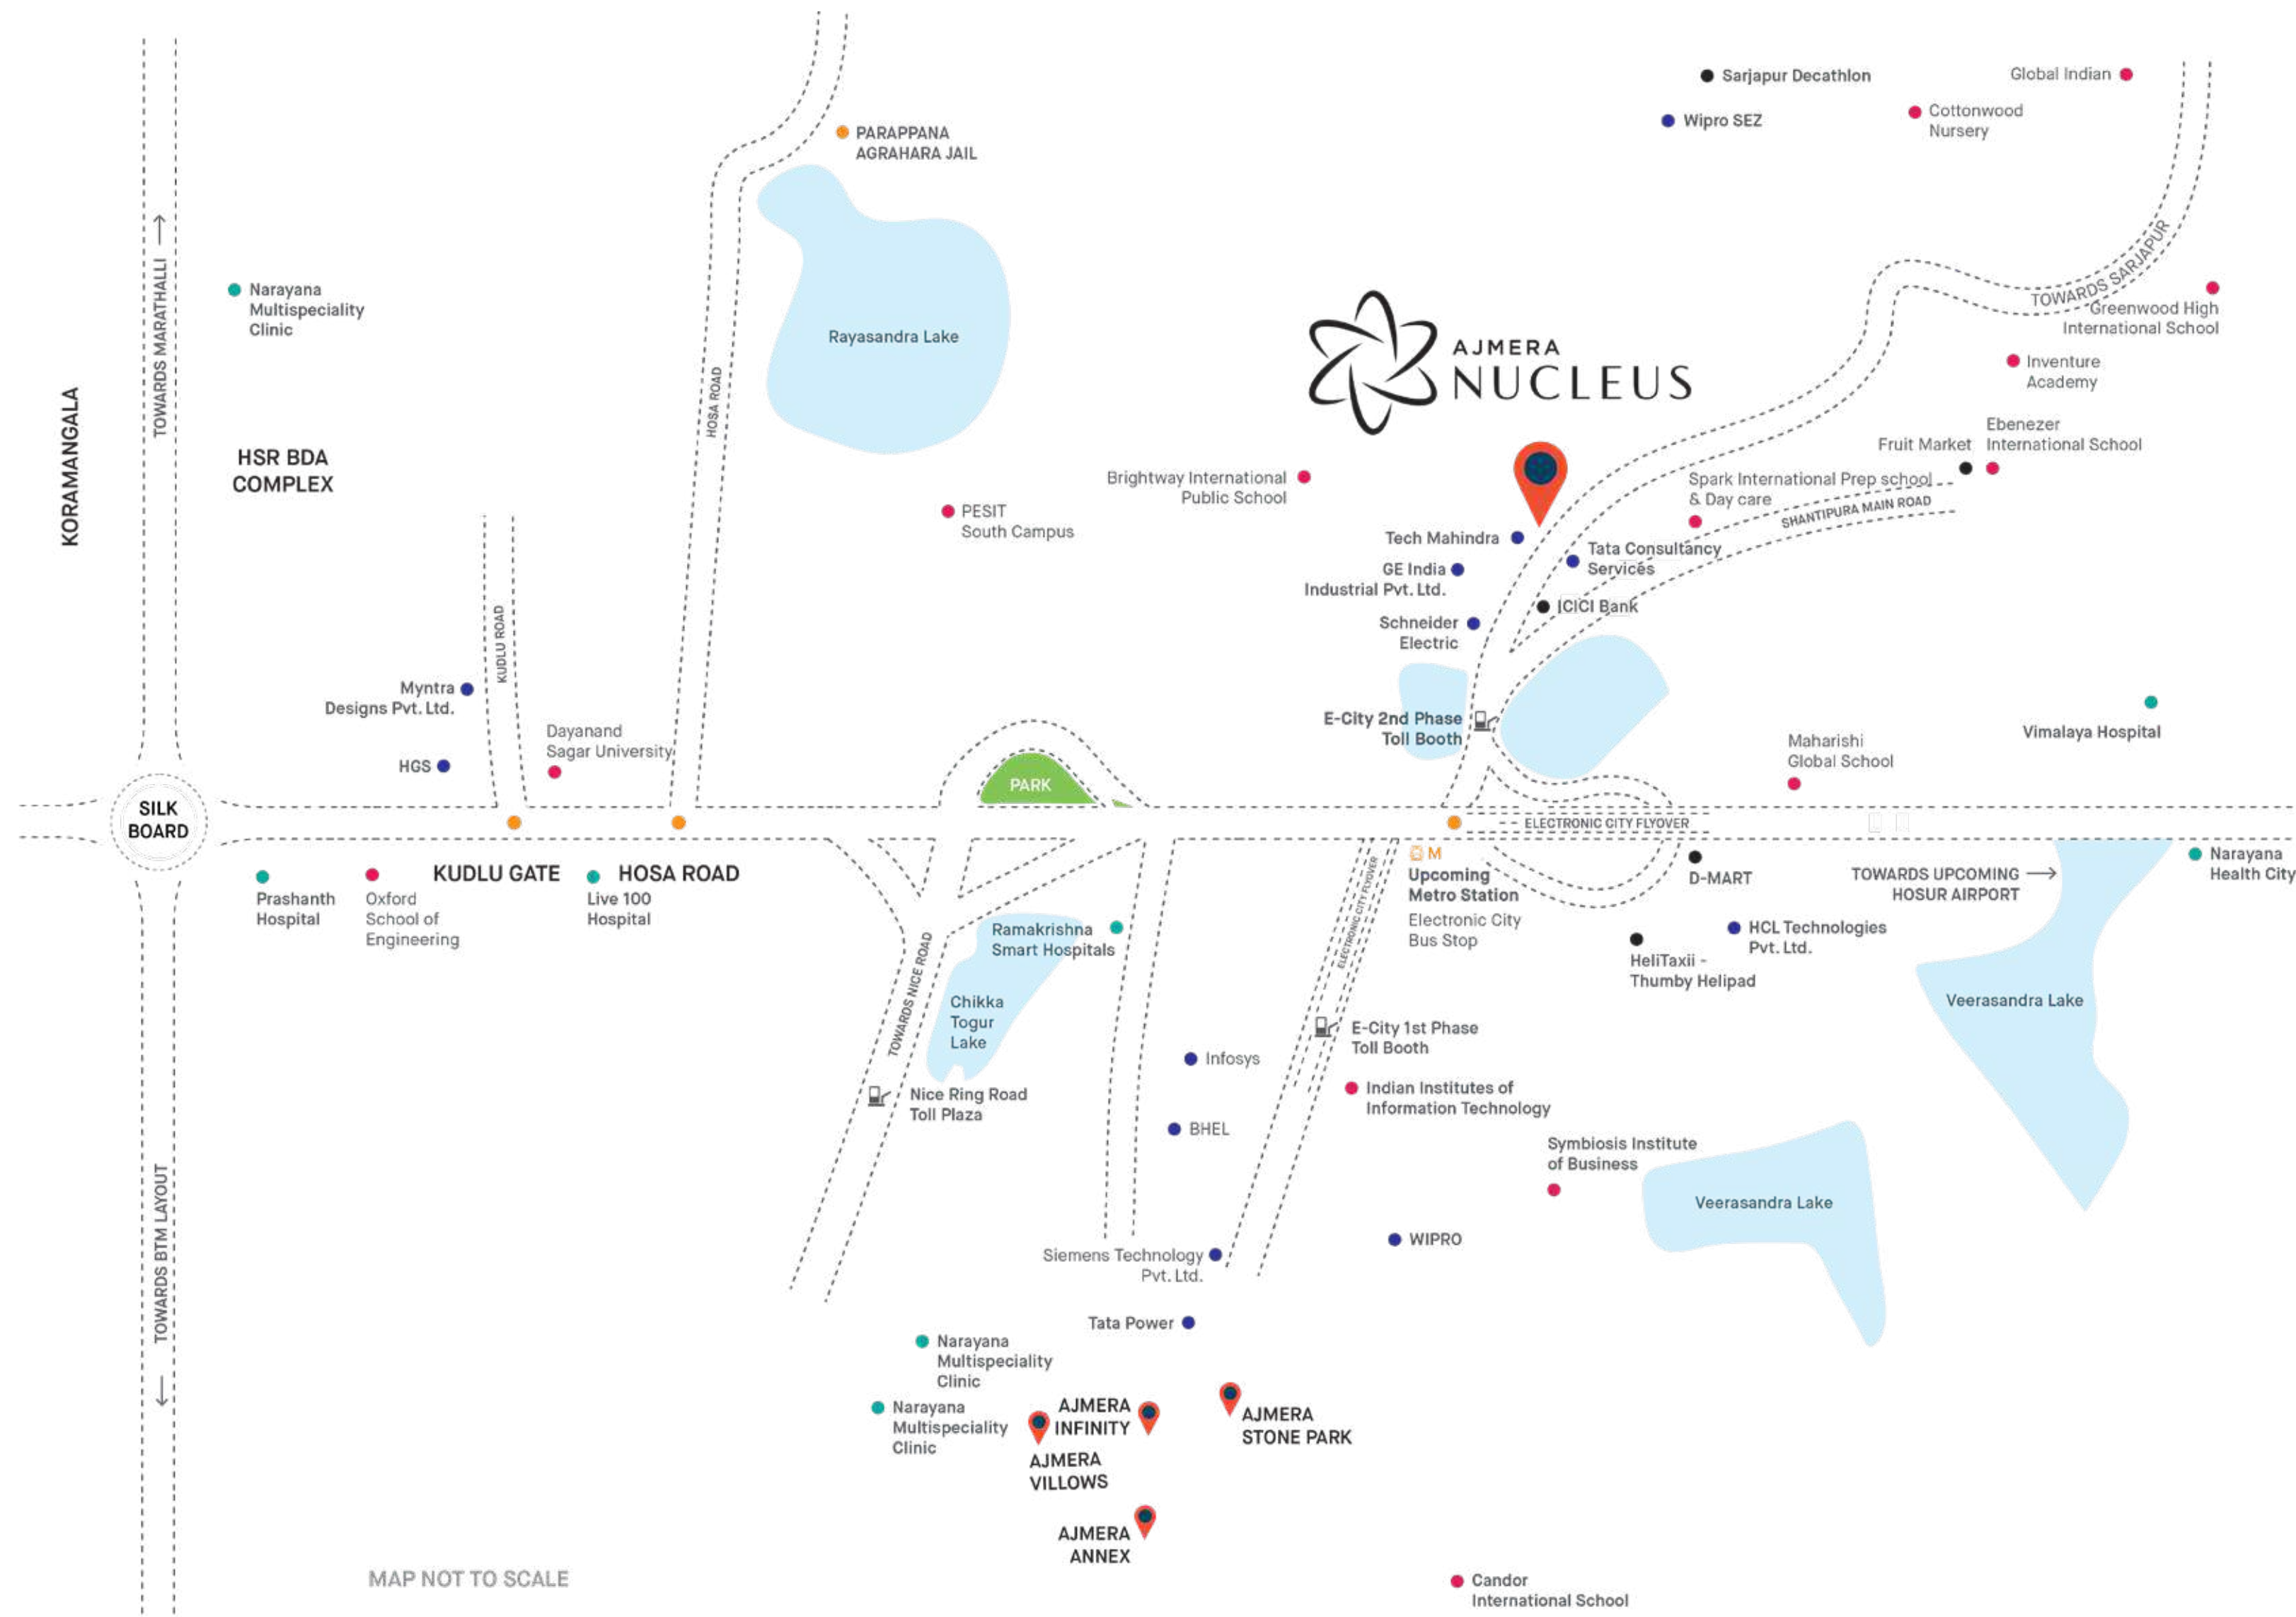 Sarjapur Decathlon
Global Indian
Wipro SEZ
Cottonwood
Nursery
PARAPPANA
AGRAHARA JAIL
TOWARDS SARJAPUR
Narayana
Multispeciality
Clinic
TOWARDS MARATHALLI
Rayasandra Lake
Greenwood High
International School
AJMERA
NUCLEUS
Inventure
Academy
KORAMANGALA
HOSA ROAD
HSR BDA
COMPLEX
Ebenezer
International School
Fruit Market
Brightway International
Public School
Spark International Prep school
& Day care
SHANTIPURA MAIN ROAD
PESIT
South Campus
Tech Mahindra
Tata Consultancy
Services
GE India
Industrial Pvt. Ltd.
ICICI Bank
Schneider
Electric
KUDLU ROAD
Myntra
Designs Pvt. Ltd.
E-City 2nd Phase
Toll Booth
Vimalaya Hospital
Dayanand
Sagar University
Maharishi
Global School
HGS
PARK
SILK
BOARD
ELECTRONIC CITY FLYOVER
M
Upcoming
Metro Station
Electronic City
Bus Stop
D-MART
TOWARDS UPCOMING
HOSUR AIRPORT
Narayana
Health City
Prashanth
Hospital
Oxford
School of
Engineering
KUDLU GATE
Live 100
Hospital
HOSA ROAD
ELECTRONIC CITY FLYOVER
Ramakrishna
Smart Hospitals
HCL Technologies
Pvt. Ltd.
HeliTaxii -
Thumby Helipad
TOWARDS NICE ROAD
Chikka
Togur
Lake
Veerasandra Lake
E-City 1st Phase
Toll Booth
Infosys
Nice Ring Road
Toll Plaza
Indian Institutes of
Information Technology
BHEL
Symbiosis Institute
of Business
TOWARDS BTM LAYOUT
Veerasandra Lake
WIPRO
Siemens Technology
Pvt. Ltd.
Tata Power
Narayana
Multispeciality
Clinic
Narayana
Multispeciality
Clinic
AJMERA
INFINITY
AJMERA
STONE PARK
AJMERA
VILLOWS
AJMERA
ANNEX
MAP NOT TO SCALE
Candor
International School